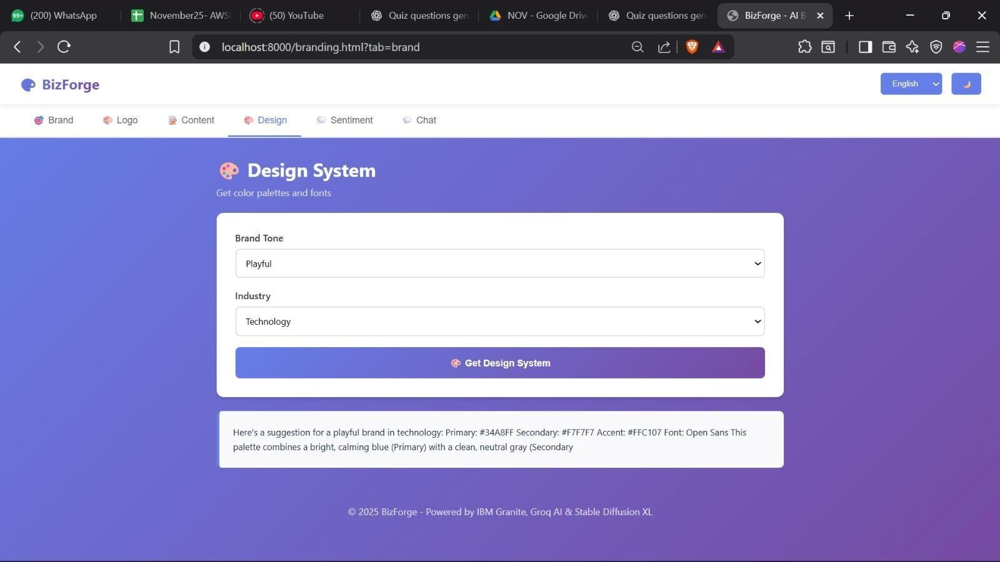 99+ (200) WhatsApp
November25- AWS
(50) YouTube
Quiz questions gen
NOV - Google Drive
Quiz questions gen
BizForge - AI B
localhost:8000/branding.html?tab=brand
BizForge
English
Brand
Logo
Content
Design
Sentiment
Chat
Design System
Get color palettes and fonts
Brand Tone
Playful
Industry
Technology
Get Design System
Here's a suggestion for a playful brand in technology: Primary: #34A8FF Secondary: #F7F7F7 Accent: #FFC107 Font: Open Sans This
palette combines a bright, calming blue (Primary) with a clean, neutral gray (Secondary
© 2025 BizForge - Powered by IBM Granite, Groq AI & Stable Diffusion XL